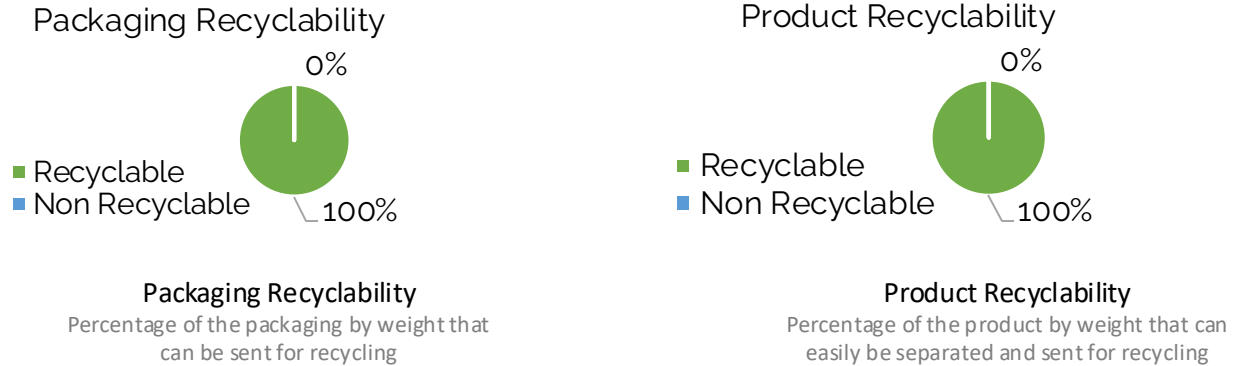 Packaging Recyclability
0%
Recyclable
Non Recyclable
100%
Packaging Recyclability
Percentage of the packaging by weight that
can be sent for recycling
Product Recyclability
0%
Recyclable
Non Recyclable
100%
Product Recyclability
Percentage of the product by weight that can
easily be separated and sent for recycling